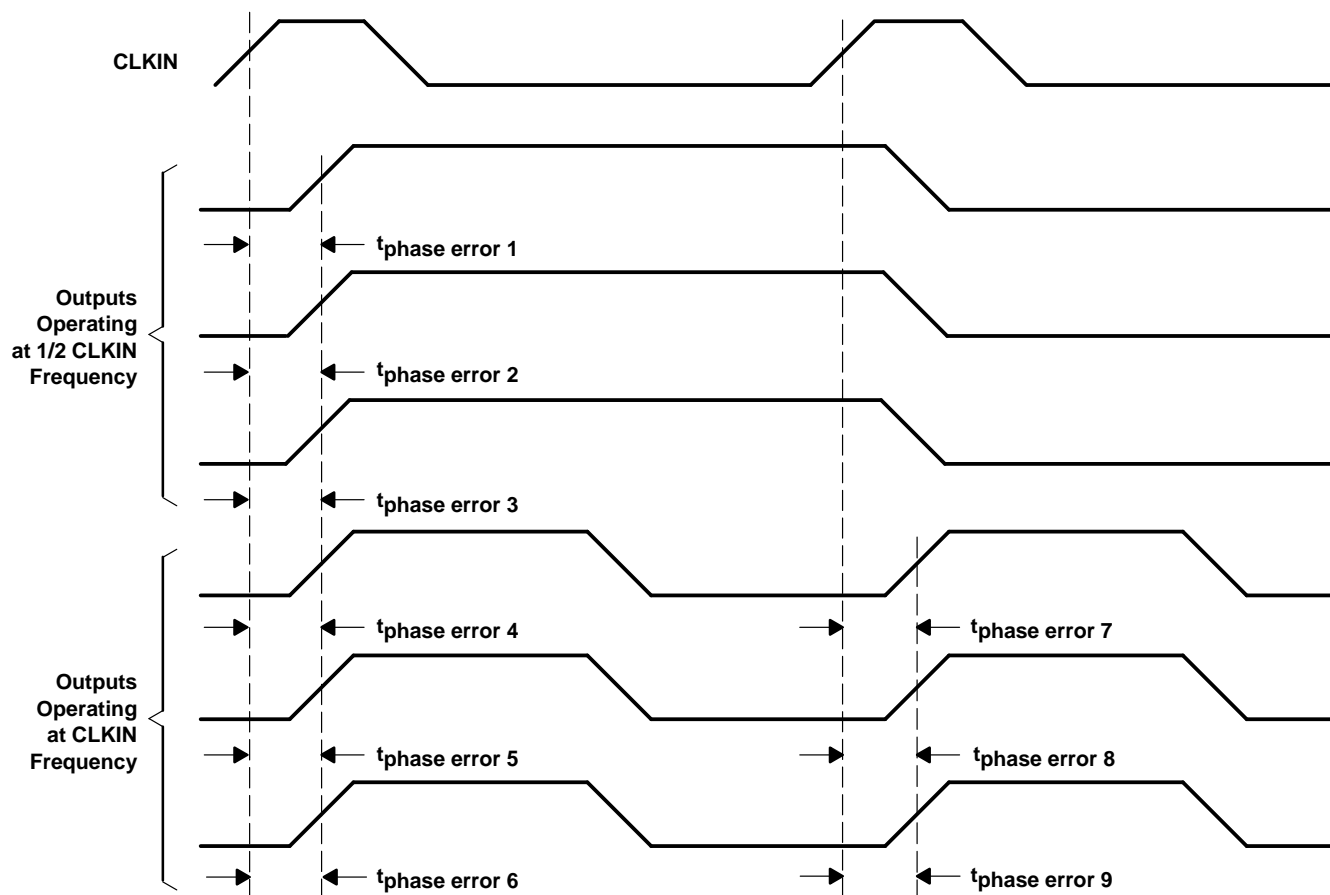 CLKIN
tphase error 1
Outputs
Operating
at 1/2 CLKIN
Frequency
tphase error 2
tphase error 3
tphase error 4
tphase error 7
Outputs
Operating
at CLKIN
Frequency
tphase error 5
tphase error 8
tphase error 6
tphase error 9